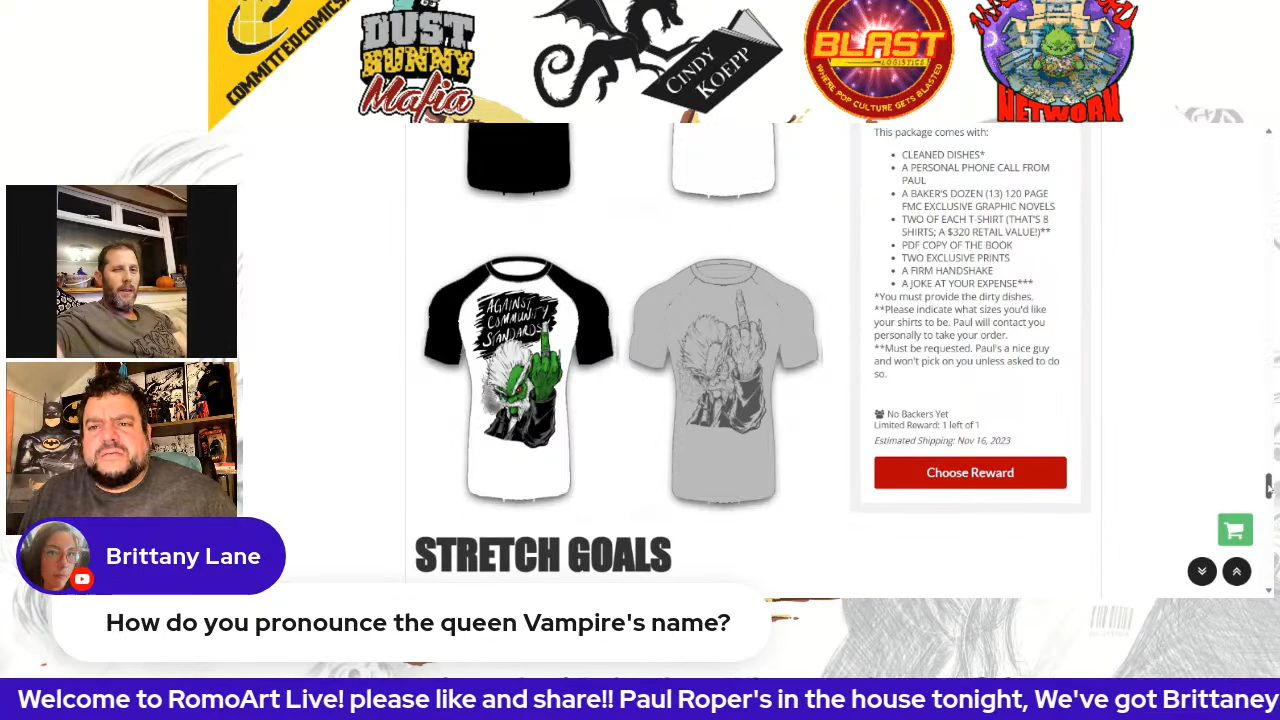 COMMITTEDCOMICS
DUST
BUNNY
Mafia
CINDY
KOEPP
BLAST
LOGISTICS
WHERE POP CULTURE GETS BLASTED
NETWORK
This package comes with:
• CLEANED DISHES*
• A PERSONAL PHONE CALL FROM
PAUL
• A BAKER'S DOZEN (13) 120 PAGE
FMC EXCLUSIVE GRAPHIC NOVELS
• TWO OF EACH T-SHIRT (THAT'S 8
SHIRTS; A $320 RETAIL VALUE!)**
• PDF COPY OF THE BOOK
• TWO EXCLUSIVE PRINTS
• A FIRM HANDSHAKE
• A JOKE AT YOUR EXPENSE***
*You must provide the dirty dishes.
**Please indicate what sizes you'd like
your shirts to be. Paul will contact you
personally to take your order.
**Must be requested. Paul's a nice guy
and won't pick on you unless asked to do
so.
No Backers Yet
Limited Reward: 1 left of 1
Estimated Shipping: Nov 16, 2023
Choose Reward
AGAINST
COMMUNITY
STANDARDS
STRETCH GOALS
Brittany Lane
How do you pronounce the queen Vampire's name?
Welcome to RomoArt Live! please like and share!! Paul Roper's in the house tonight, We've got Brittaney